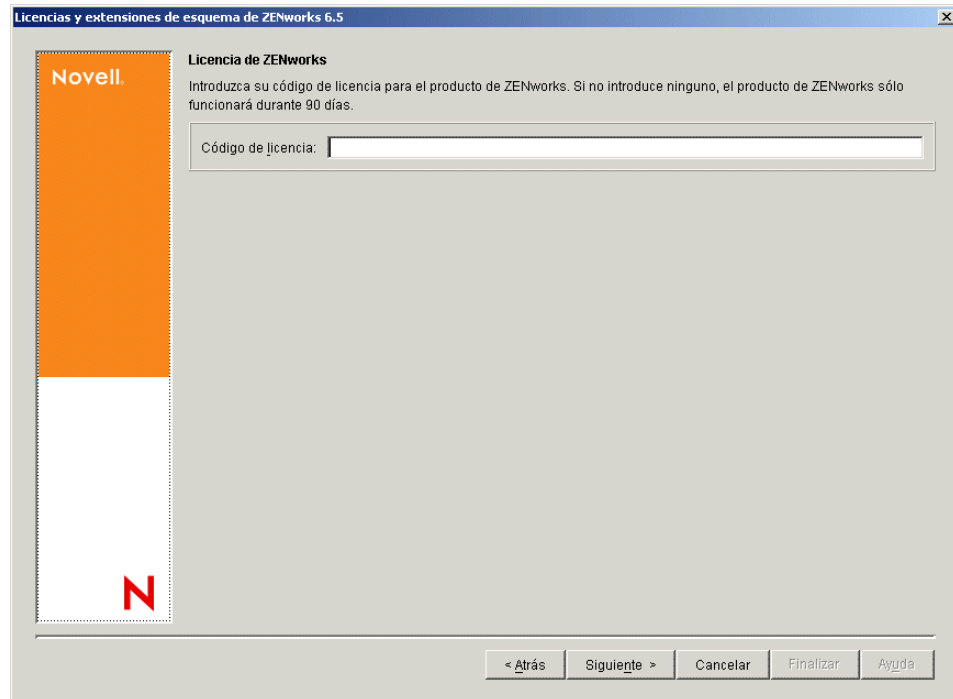 Licencias y extensiones de esquema de ZENworks 6.5
Novell.
Licencia de ZENworks
Introduzca su código de licencia para el producto de ZENworks. Si no introduce ninguno, el producto de ZENworks sólo
funcionará durante 90 días.
Código de licencia:
N
< Atrás
Siguiente >
Cancelar
Finalizar
Ayuda